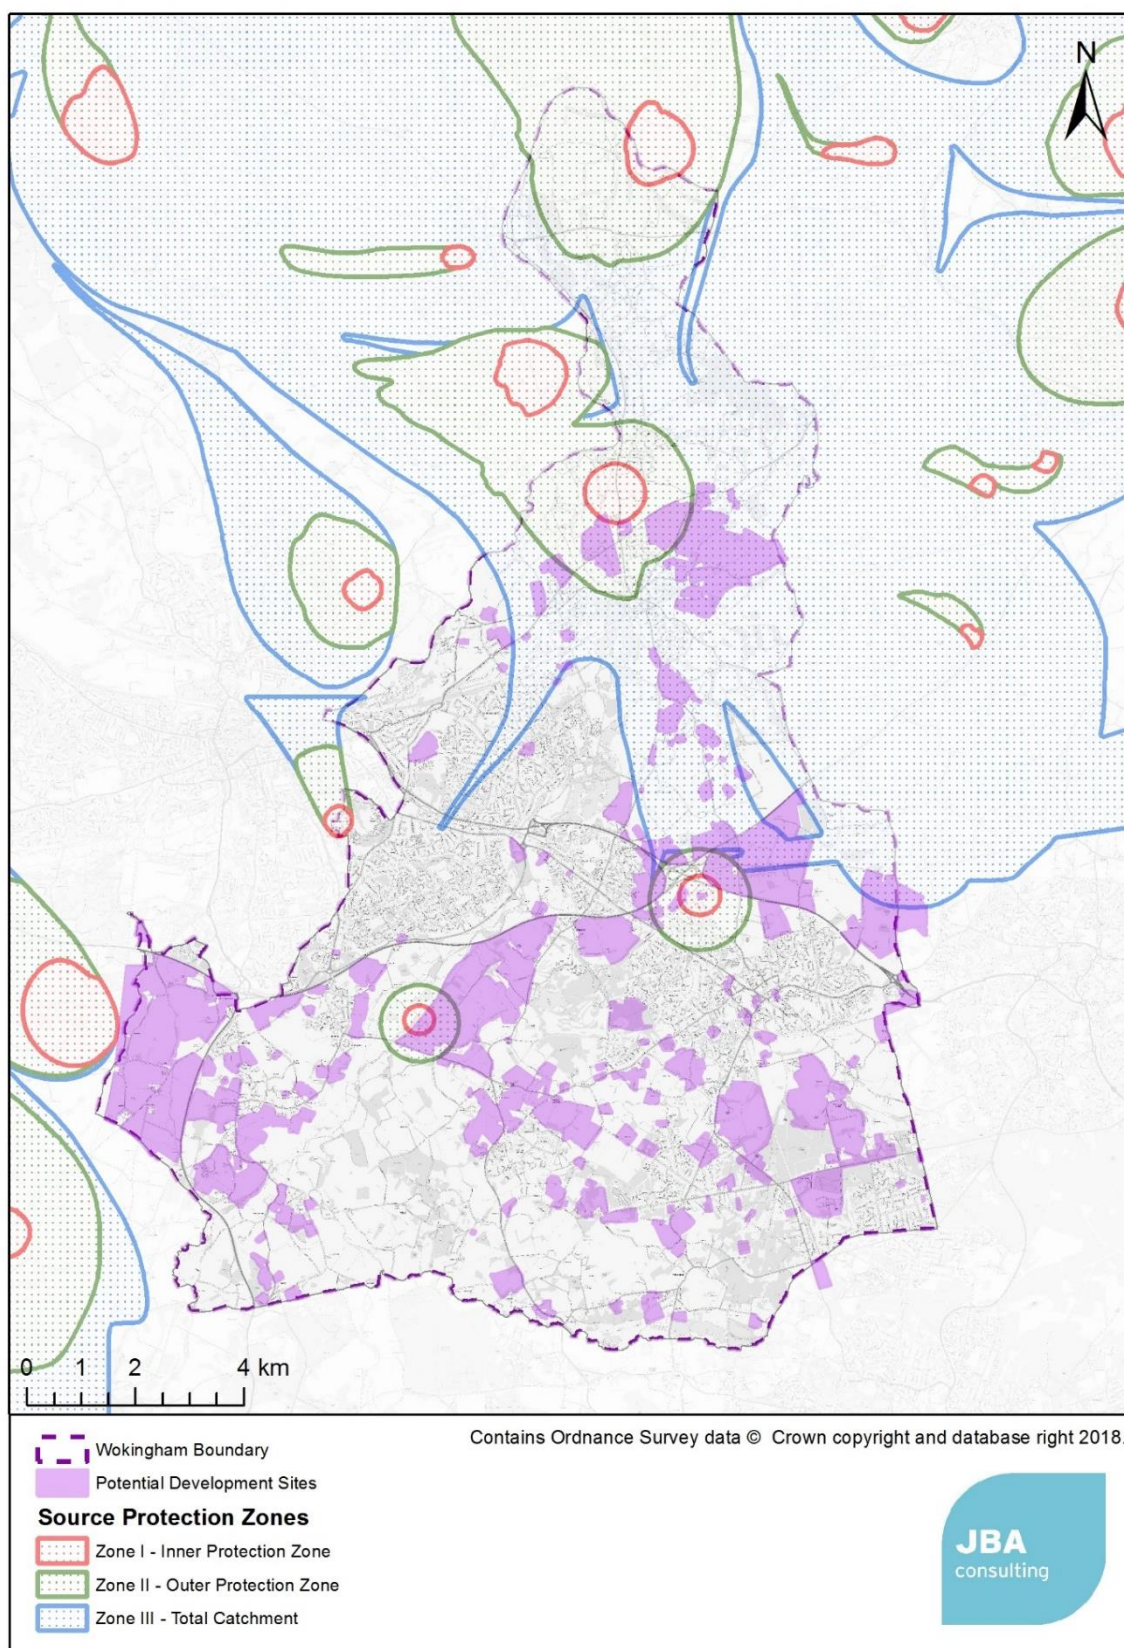 N
0 1 2 4 km
Wokingham Boundary
Contains Ordnance Survey data © Crown copyright and database right 2018.
Potential Development Sites
Source Protection Zones
Zone I - Inner Protection Zone
Zone II - Outer Protection Zone
Zone III - Total Catchment
JBA
consulting